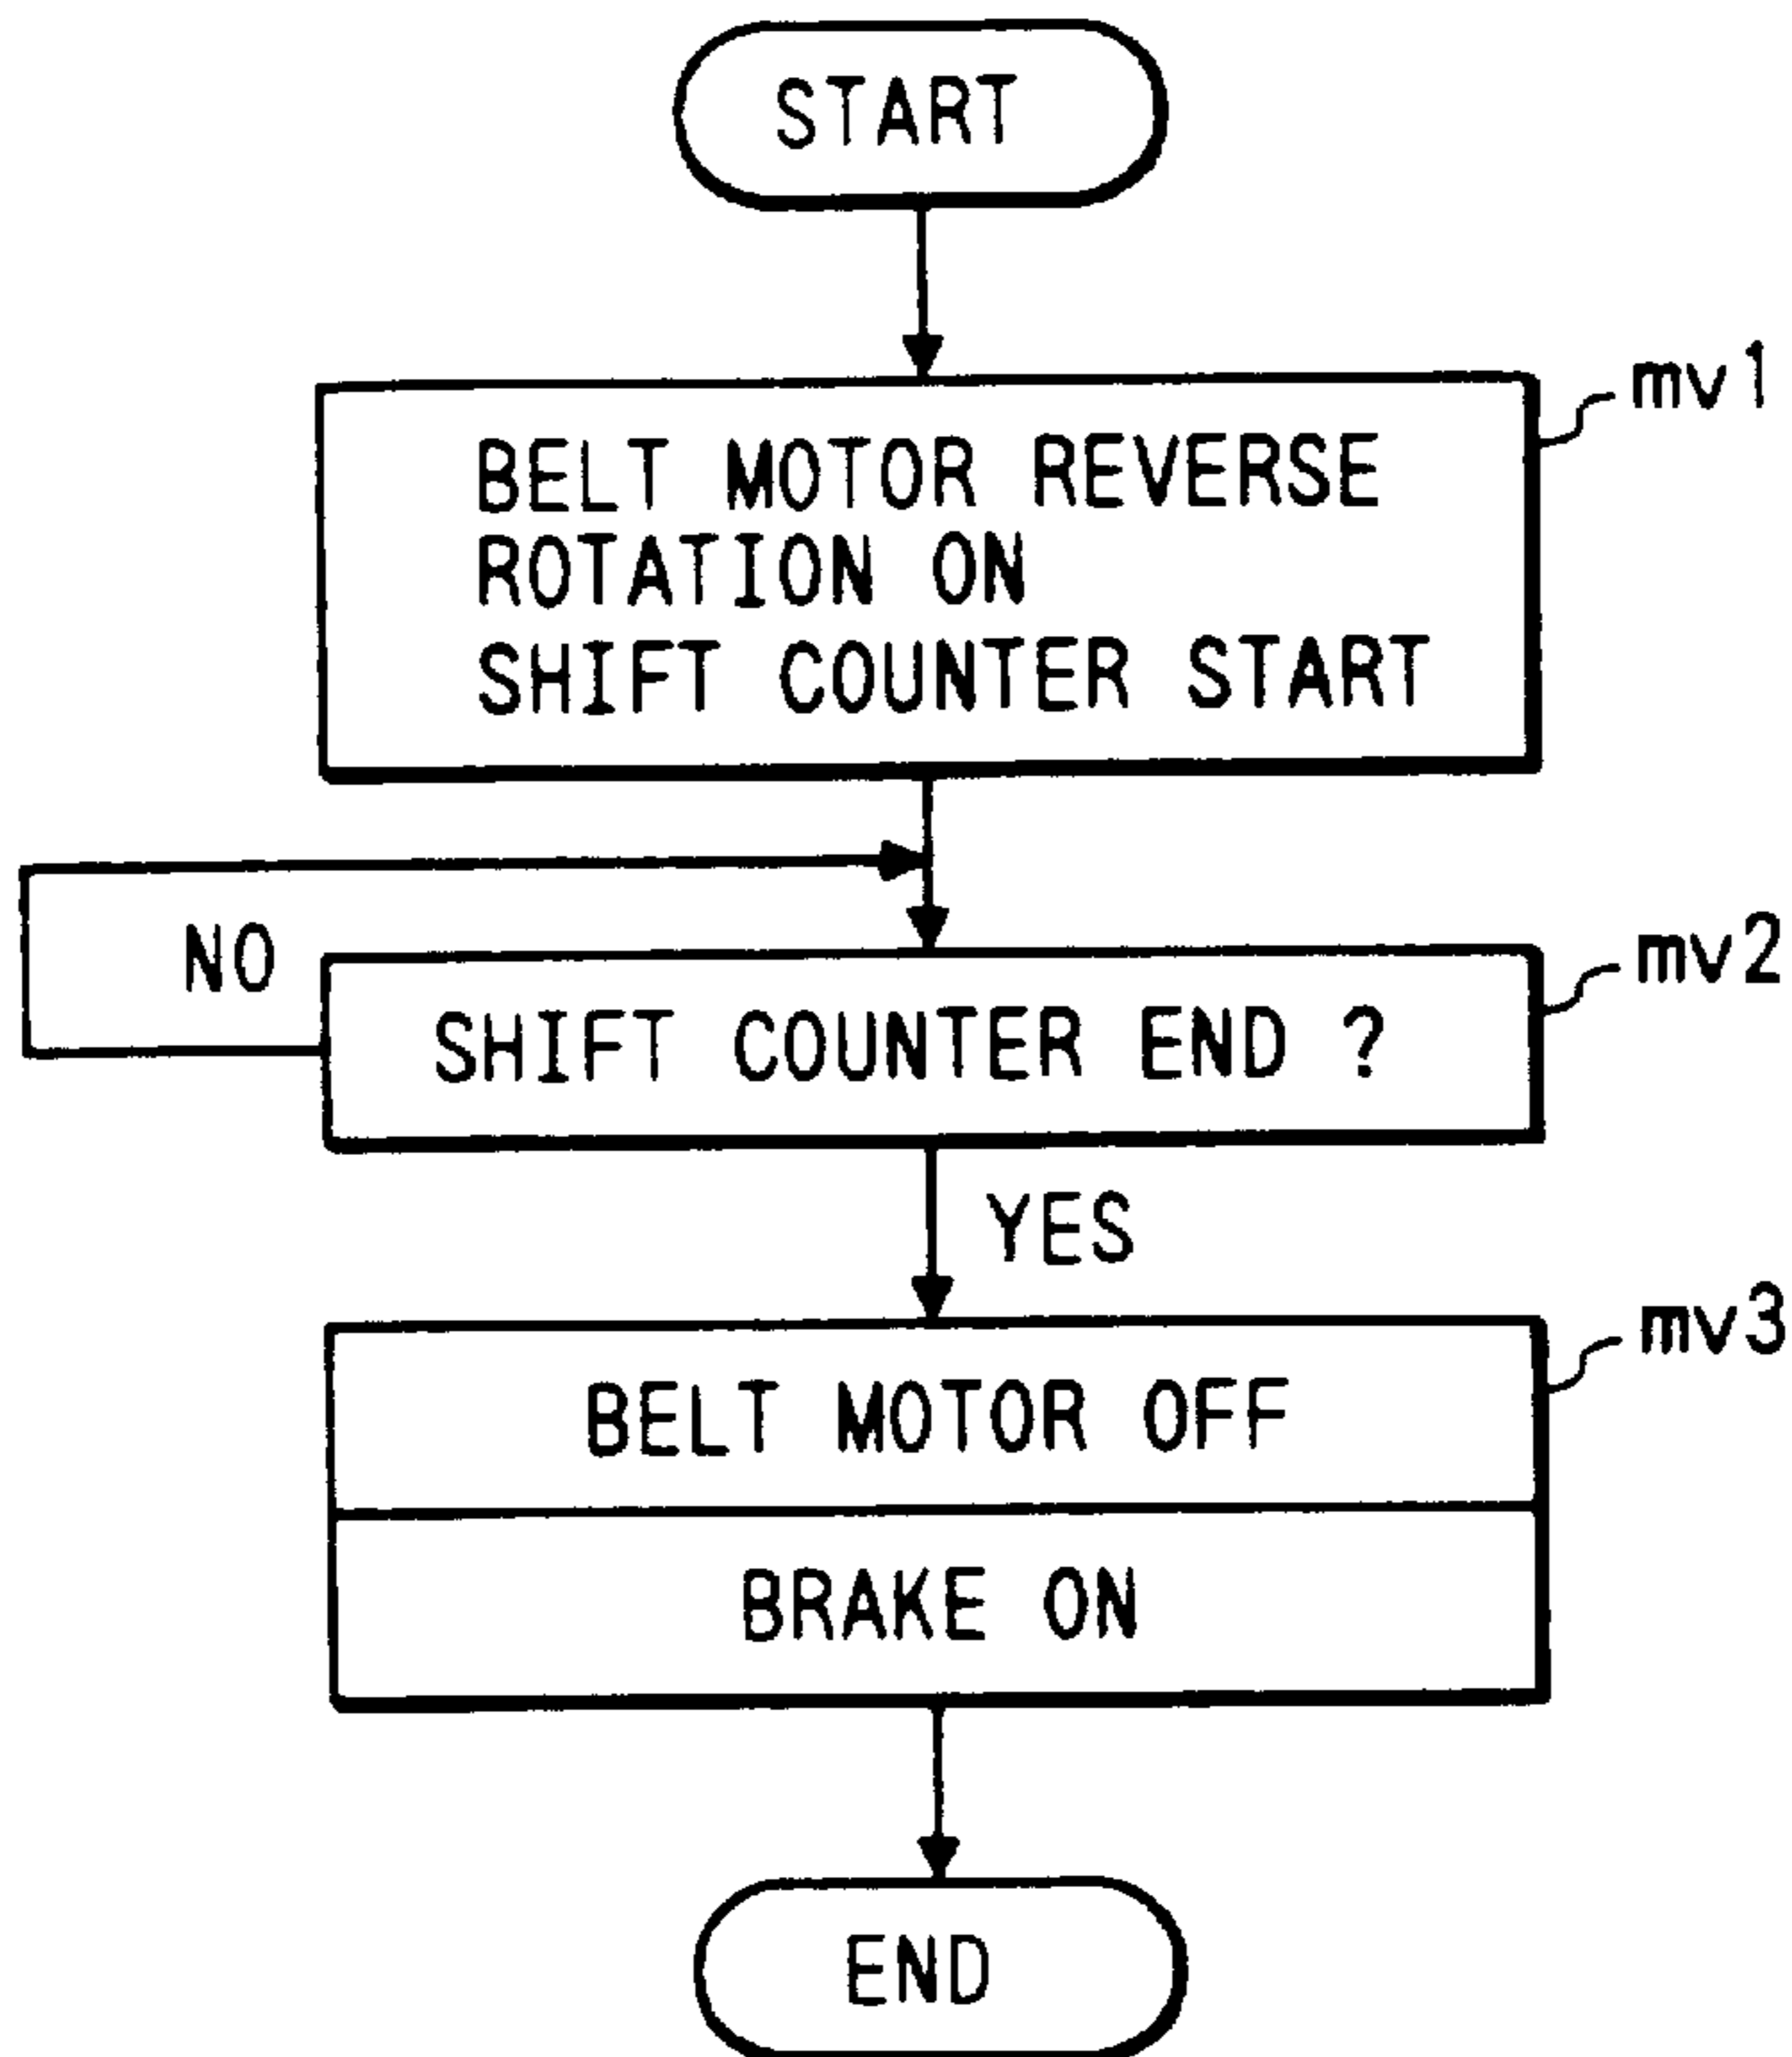 START
mv1
BELT MOTOR REVERSE
ROTATION ON
SHIFT COUNTER START
NO
mv2
SHIFT COUNTER END ?
YES
mv3
BELT MOTOR OFF
BRAKE ON
END